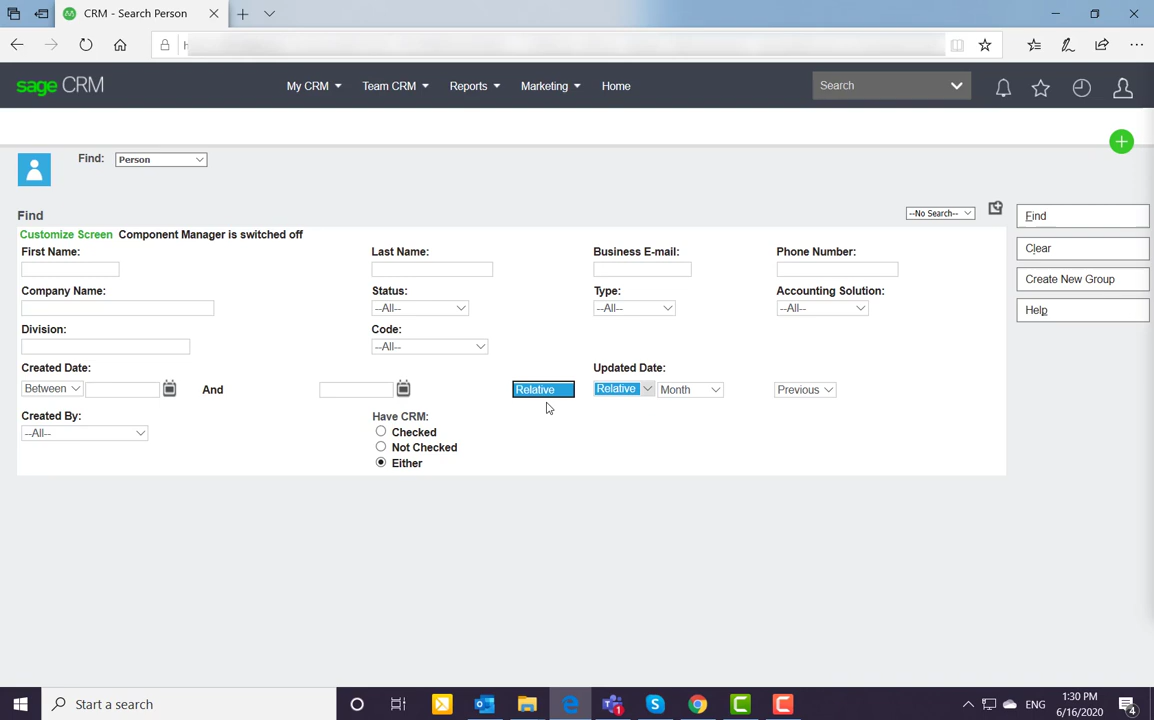 CRM - Search Person
sage CRM
My CRM
Team CRM
Reports
Marketing
Home
Search
Find:
Person
Find
--No Search--
Find
Customize Screen Component Manager is switched off
Clear
First Name:
Last Name:
Business E-mail:
Phone Number:
Create New Group
Company Name:
Status:
Type:
Accounting Solution:
--All--
--All--
--All--
Help
Division:
Code:
--All--
Created Date:
Updated Date:
Between
And
Relative
Relative
Month
Previous
Created By:
Have CRM:
--All--
Checked
Not Checked
Either
Start a search
1
ENG
1:30 PM
6/16/2020
4